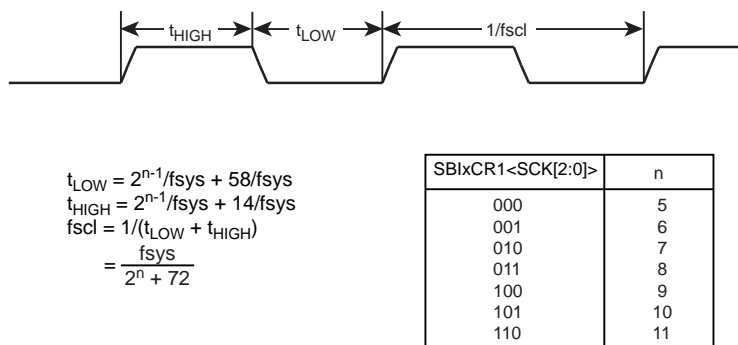 tHIGH tLOW 1/fscl
tLOW = 2n-1/fsys + 58/fsys
tHIGH = 2n-1/fsys + 14/fsys
fscl = 1/(tLOW + tHIGH)
= fsys
2n + 72
SBIxCR1<SCK[2:0]> n
000 5
001 6
010 7
011 8
100 9
101 10
110 11